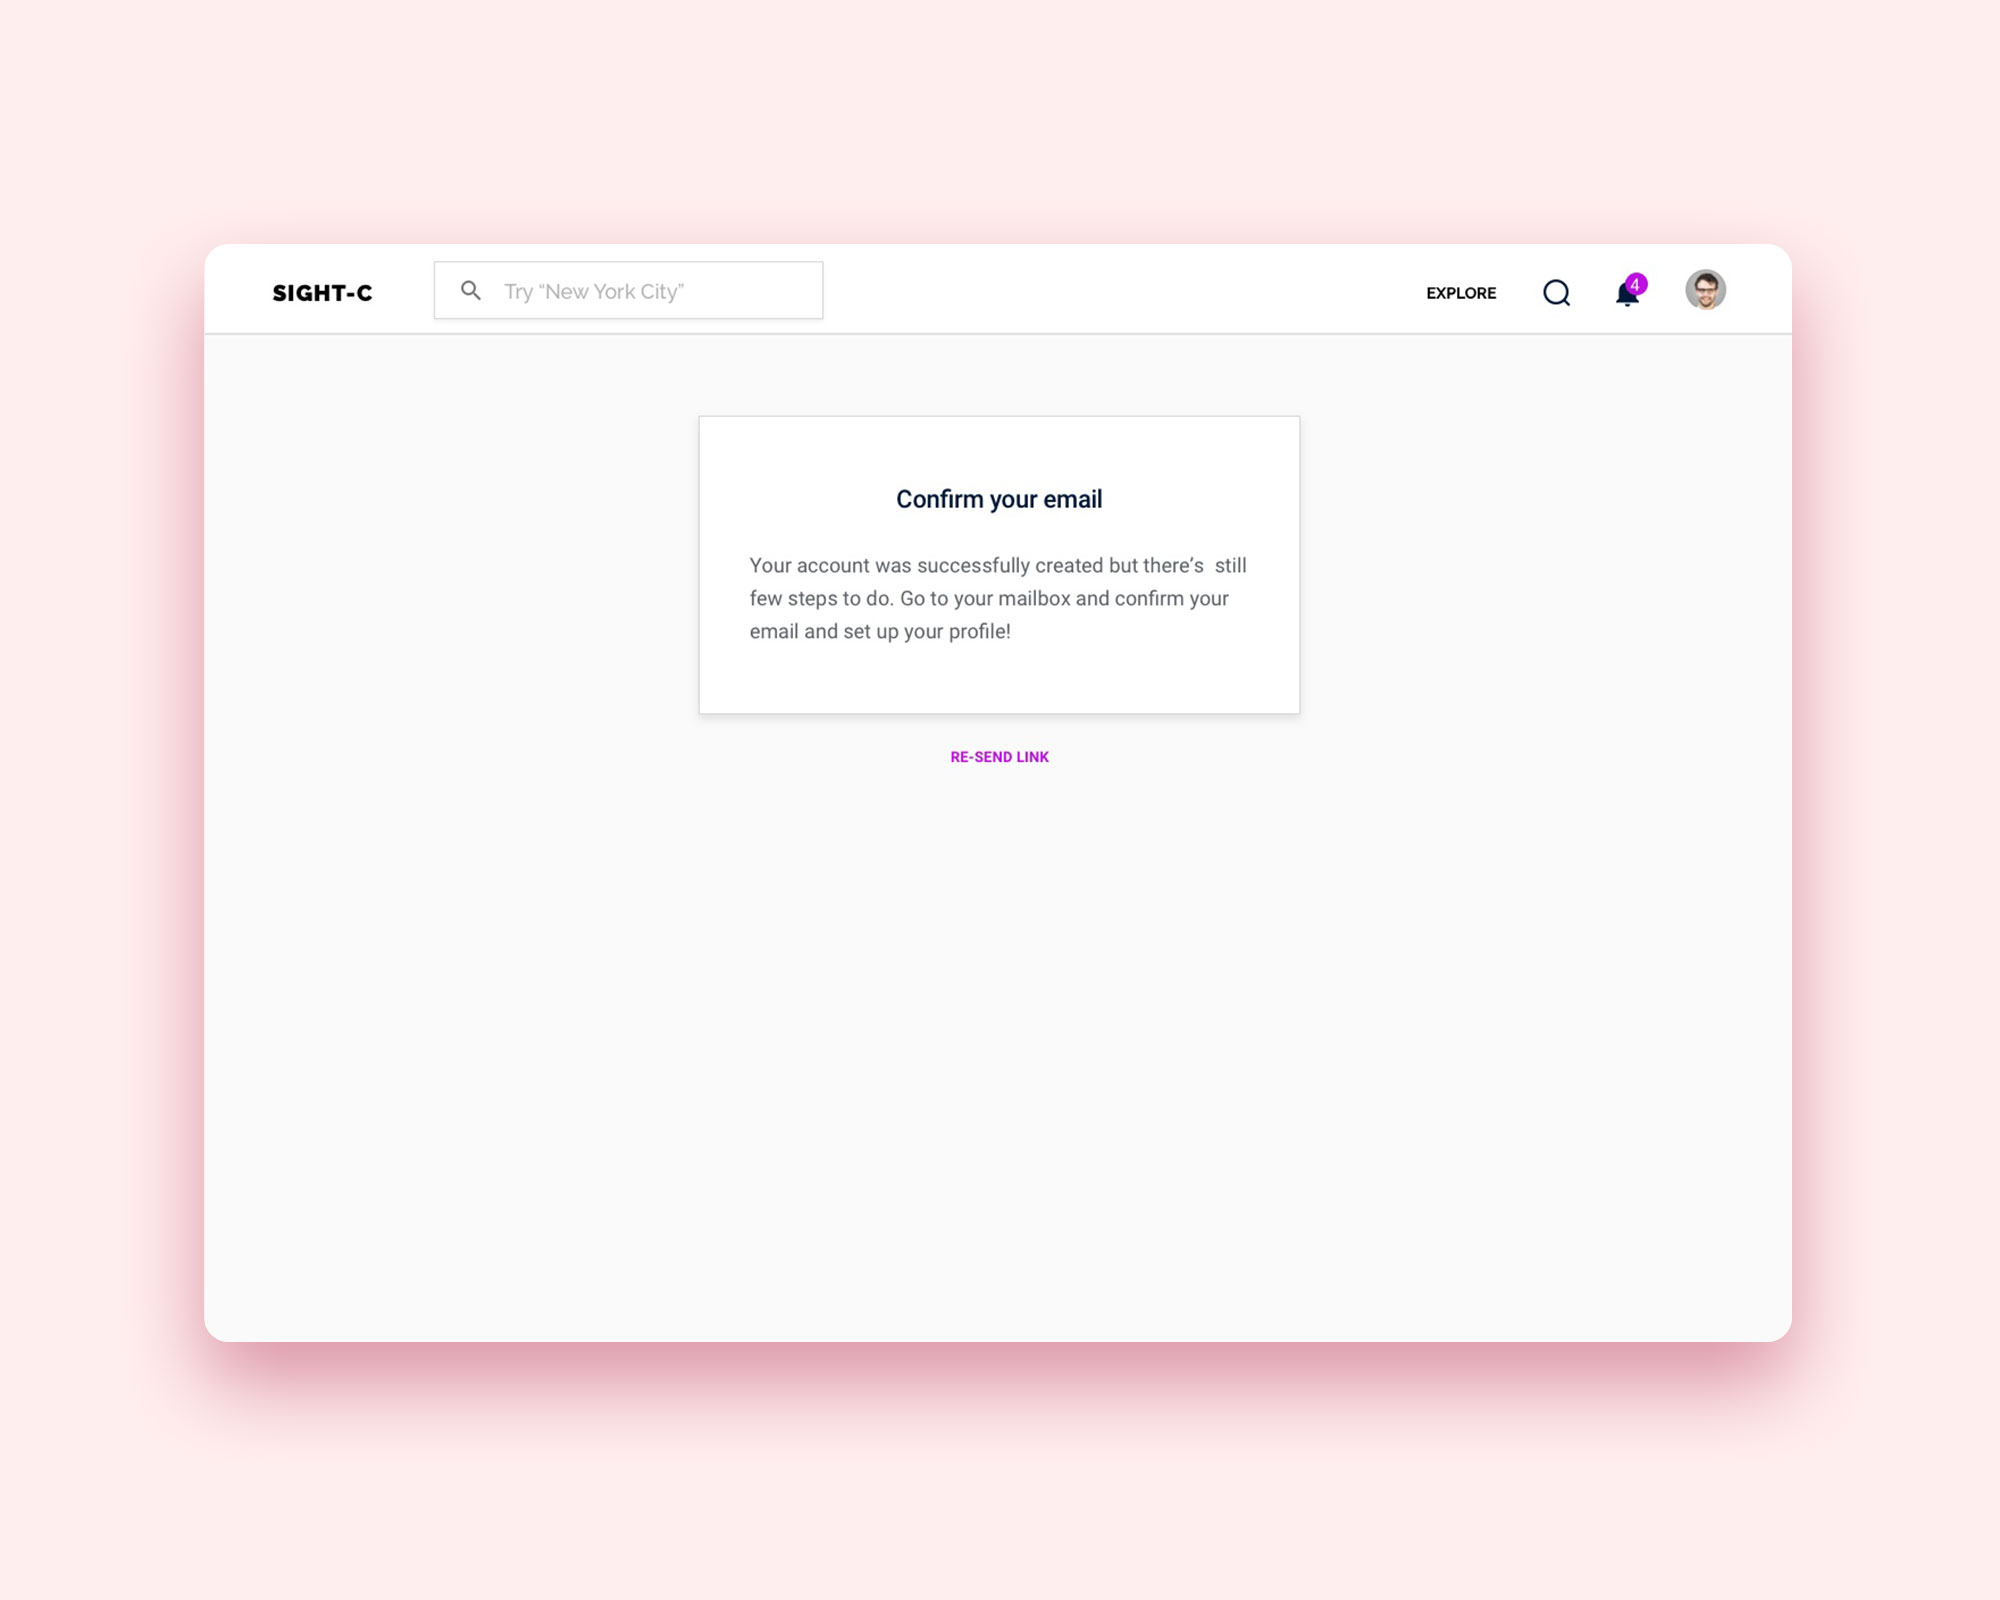 SIGHT-C
Try “New York City”
EXPLORE
4
Confirm your email
Your account was successfully created but there’s  still
few steps to do. Go to your mailbox and confirm your
email and set up your profile!
RE-SEND LINK